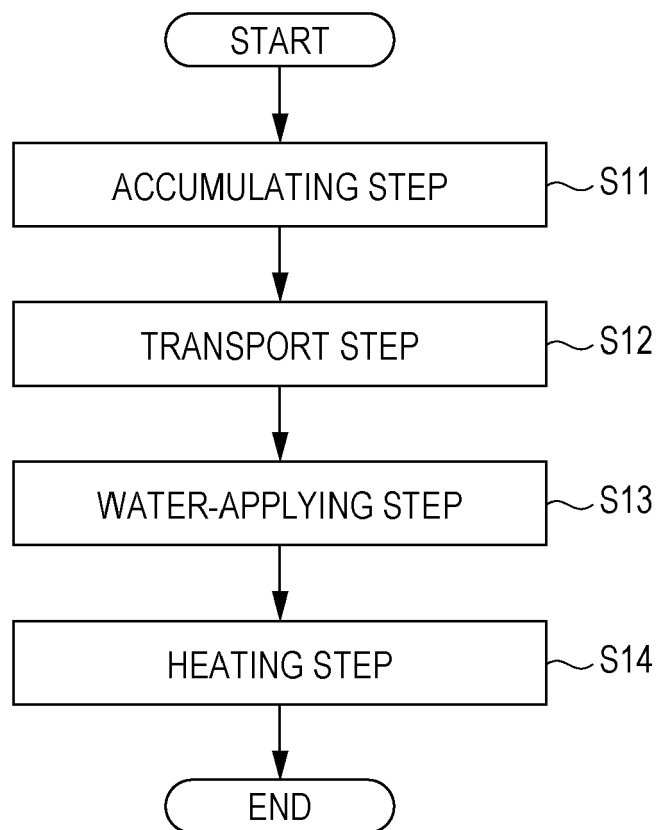 START
ACCUMULATING STEP
S11
TRANSPORT STEP
S12
WATER-APPLYING STEP
S13
HEATING STEP
S14
END